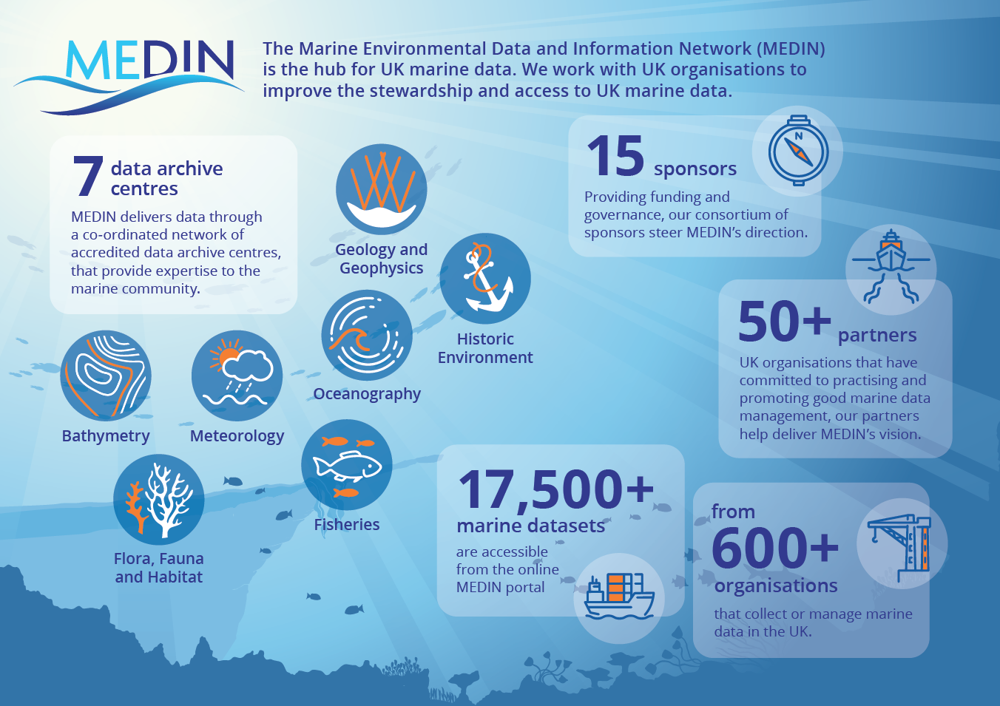 MEDIN
The Marine Environmental Data and Information Network (MEDIN)
is the hub for UK marine data. We work with UK organisations to
improve the stewardship and access to UK marine data.
7 data archive
centres
MEDIN delivers data through
a co-ordinated network of
accredited data archive centres,
that provide expertise to the
marine community.
Geology and
Geophysics
Historic
Environment
Oceanography
Bathymetry
Meteorology
Fisheries
Flora, Fauna
and Habitat
N
15 sponsors
Providing funding and
governance, our consortium of
sponsors steer MEDIN’s direction.
50+ partners
UK organisations that have
committed to practising and
promoting good marine data
management, our partners
help deliver MEDIN’s vision.
17,500+
marine datasets
are accessible
from the online
MEDIN portal
from
600+
organisations
that collect or manage marine
data in the UK.